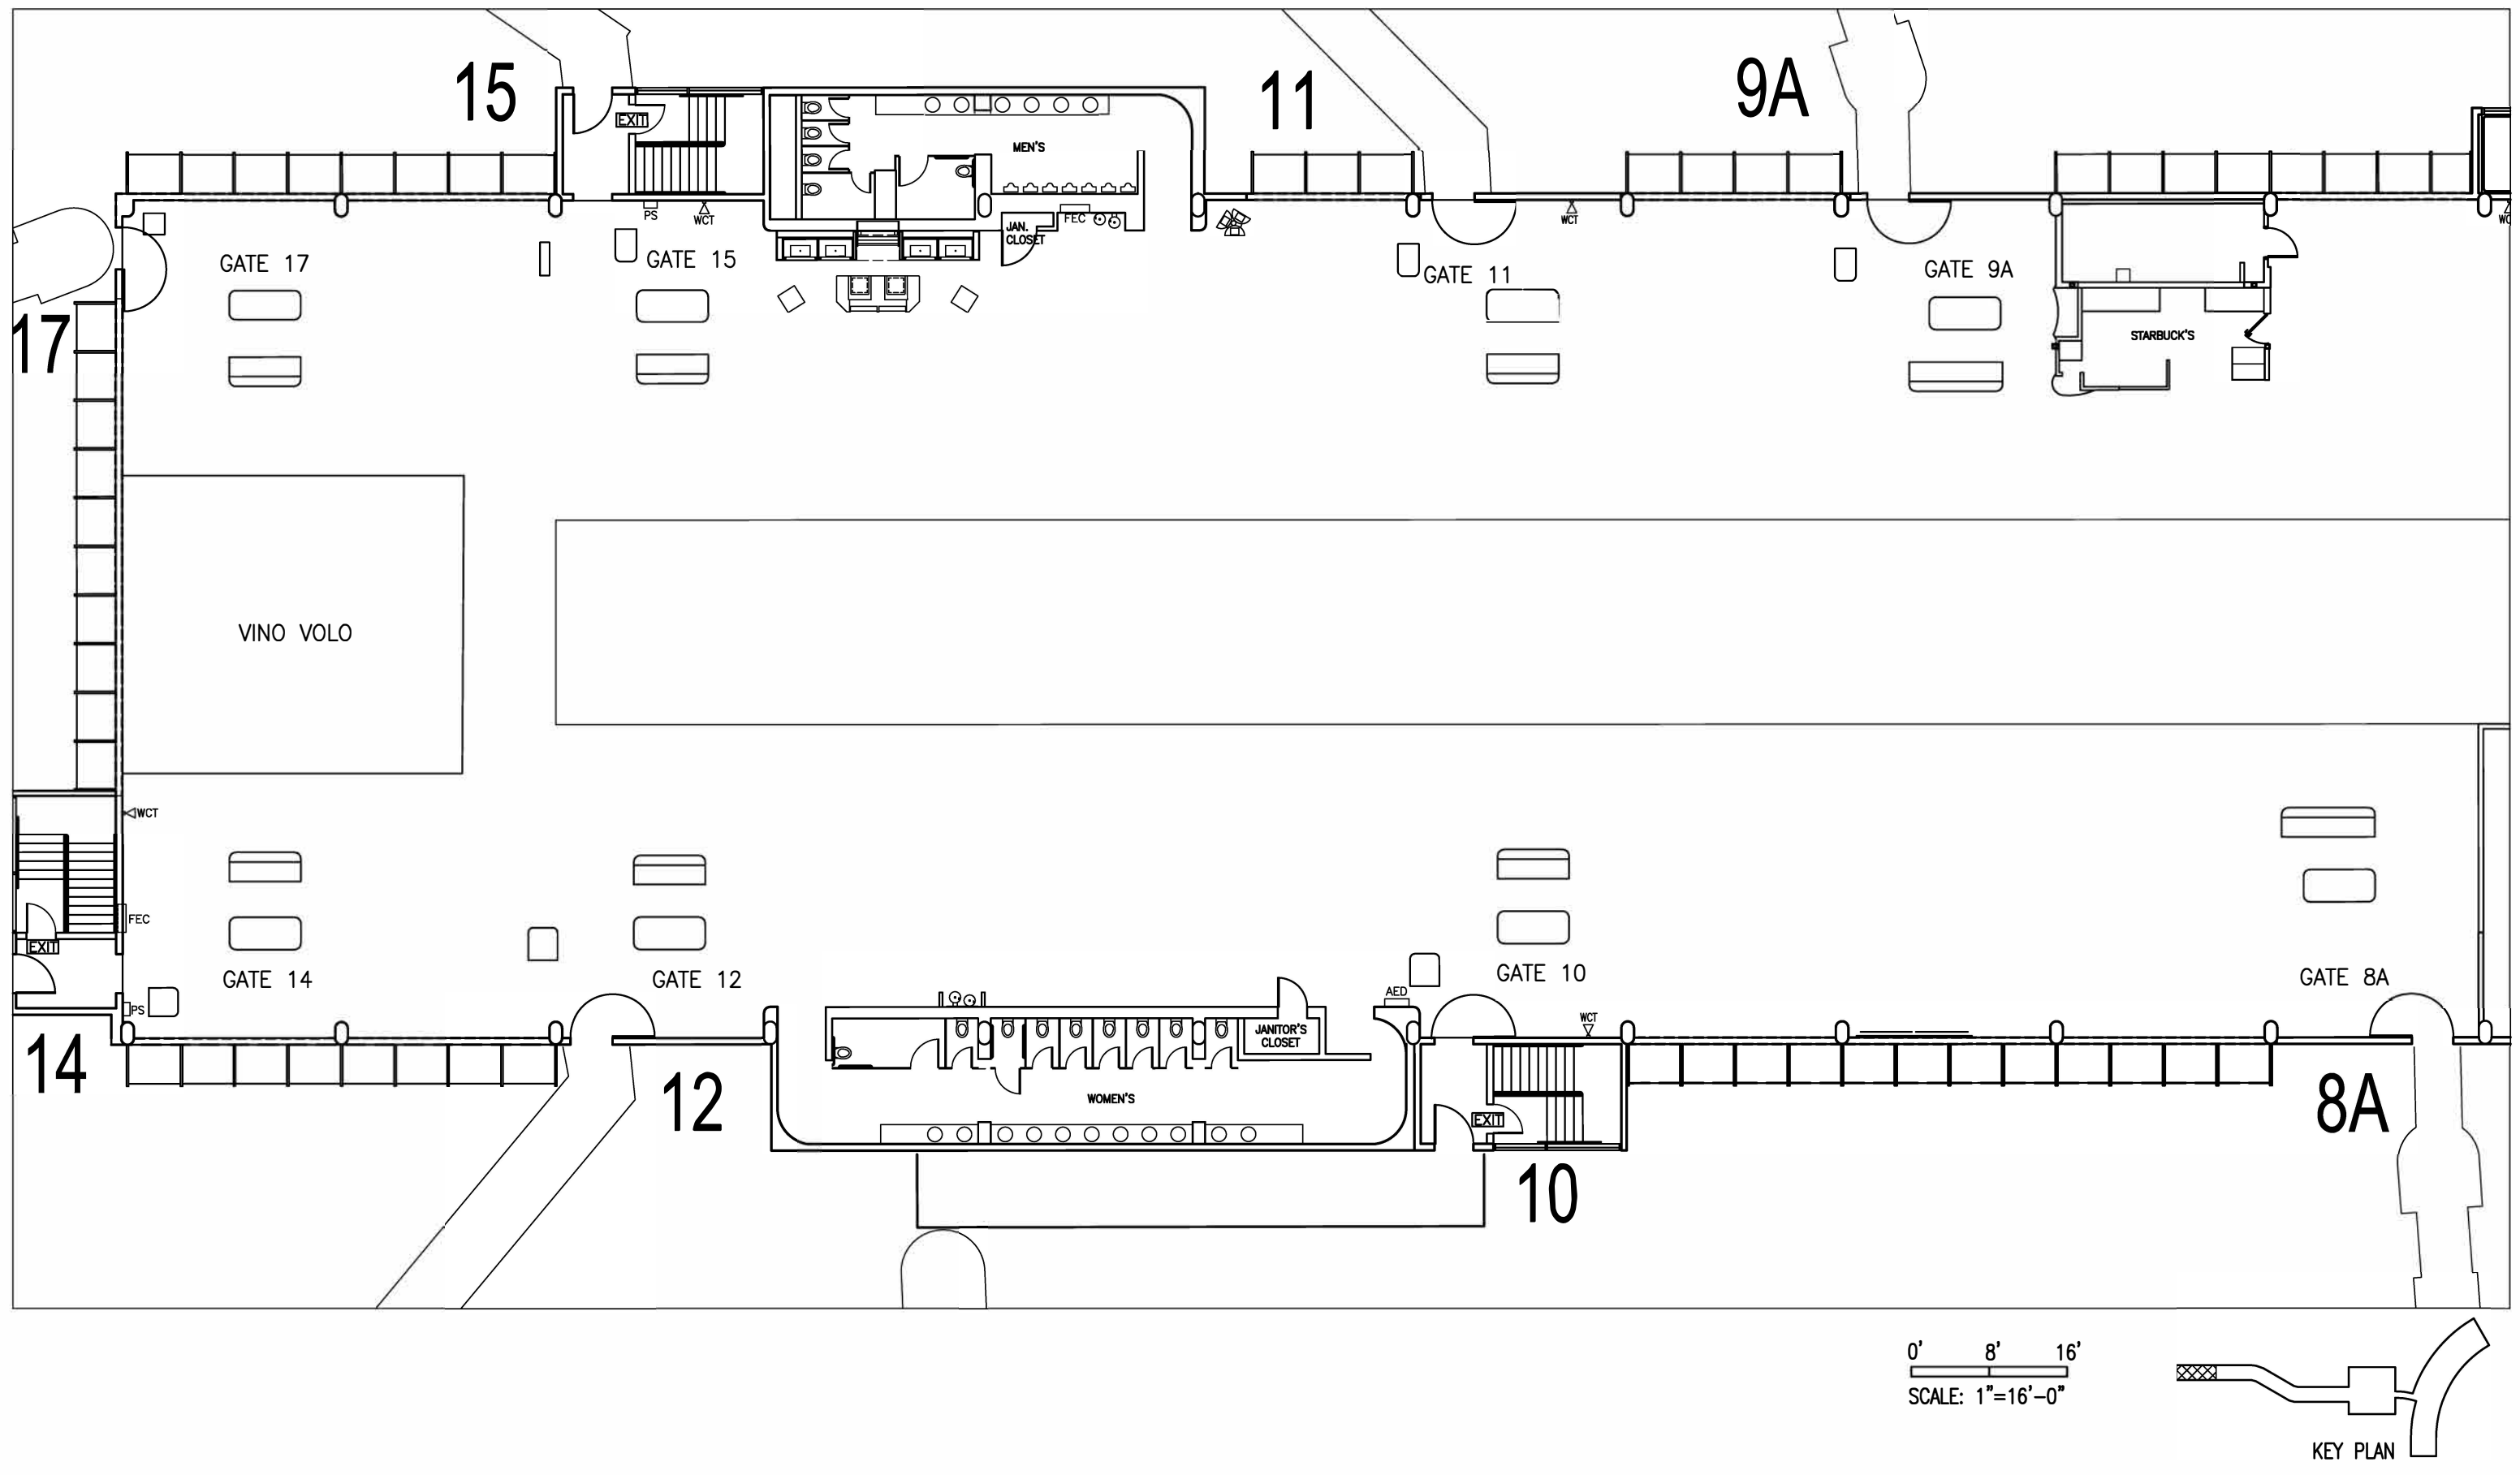 15
11
9A
EXIT
MEN'S
PS
WCT
FEC
WCT
WC
JAN.
CLOSET
GATE 17
GATE 15
GATE 11
GATE 9A
17
STARBUCK'S
VINO VOLO
WCT
FEC
EXIT
GATE 14
GATE 12
GATE 10
GATE 8A
AED
PS
WCT
JANITOR'S
CLOSET
14
12
WOMEN'S
EXIT
8A
10
0' 8' 16'
SCALE: 1"=16'-0"
KEY PLAN